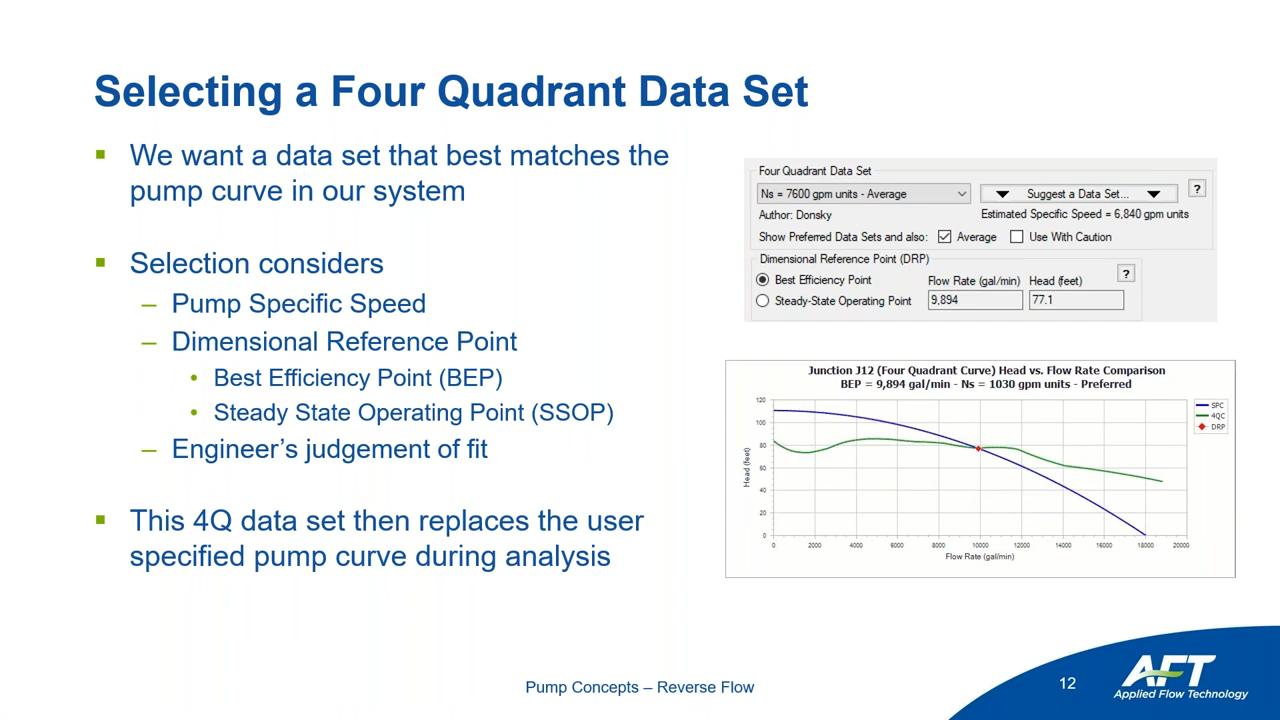 Selecting a Four Quadrant Data Set
▪ We want a data set that best matches the
pump curve in our system
▪ Selection considers
– Pump Specific Speed
– Dimensional Reference Point
• Best Efficiency Point (BEP)
• Steady State Operating Point (SSOP)
– Engineer’s judgement of fit
▪ This 4Q data set then replaces the user
specified pump curve during analysis
Four Quadrant Data Set
Ns = 7600 gpm units - Average
Suggest a Data Set...
?
Author: Donsky
Estimated Specific Speed = 6,840 gpm units
Show Preferred Data Sets and also:
Average
Use With Caution
Dimensional Reference Point (DRP)
Best Efficiency Point
Steady-State Operating Point
Flow Rate (gal/min)
Head (feet)
?
9,894
77.1
Junction J12 (Four Quadrant Curve) Head vs. Flow Rate Comparison
BEP = 9,894 gal/min - Ns = 1030 gpm units - Preferred
Head (feet)
120
100
80
60
40
20
0
0 2000 4000 6000 8000 10000 12000 14000 16000 18000 20000
Flow Rate (gal/min)
SPC
4QC
DRP
Pump Concepts – Reverse Flow
12
AFT
Applied Flow Technology